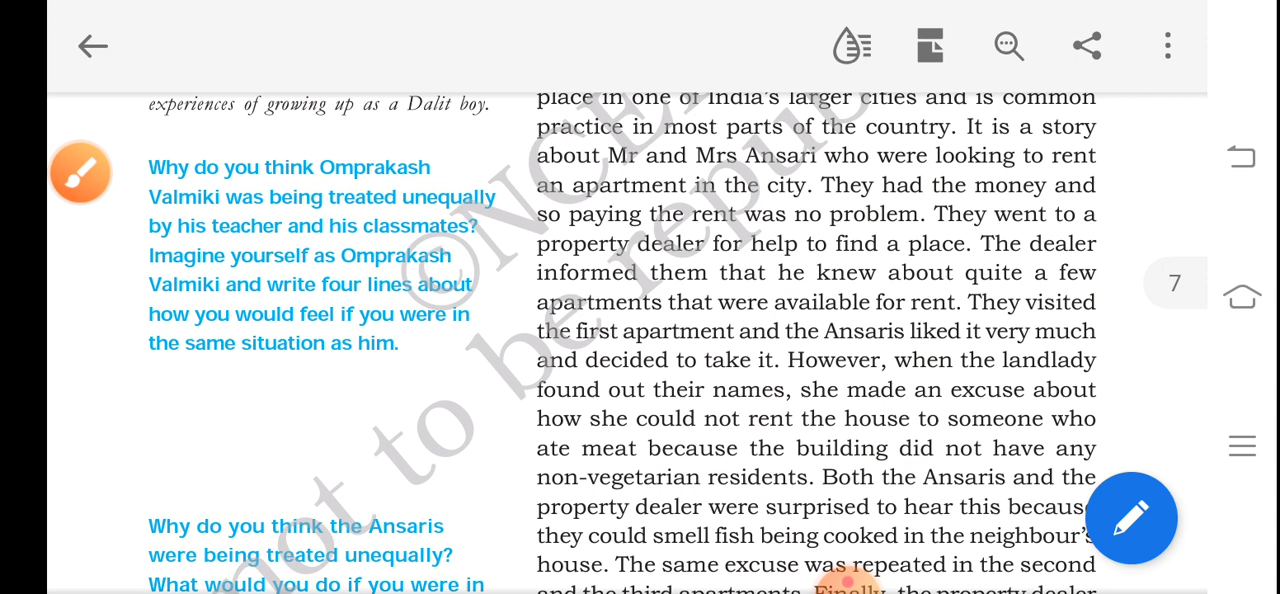 experiences of growing up as a Dalit boy.
Why do you think Omprakash
Valmiki was being treated unequally
by his teacher and his classmates?
Imagine yourself as Omprakash
Valmiki and write four lines about
how you would feel if you were in
the same situation as him.
Why do you think the Ansaris
were being treated unequally?
What would you do if you were in
place in one of India's larger cities and is common
practice in most parts of the country. It is a story
about Mr and Mrs Ansari who were looking to rent
an apartment in the city. They had the money and
so paying the rent was no problem. They went to a
property dealer for help to find a place. The dealer
informed them that he knew about quite a few
apartments that were available for rent. They visited
the first apartment and the Ansaris liked it very much
and decided to take it. However, when the landlady
found out their names, she made an excuse about
how she could not rent the house to someone who
ate meat because the building did not have any
non-vegetarian residents. Both the Ansaris and the
property dealer were surprised to hear this because
they could smell fish being cooked in the neighbour's
house. The same excuse was repeated in the second
and the third apartments. Finally, the property dealer
7
©NCE
not to be repu